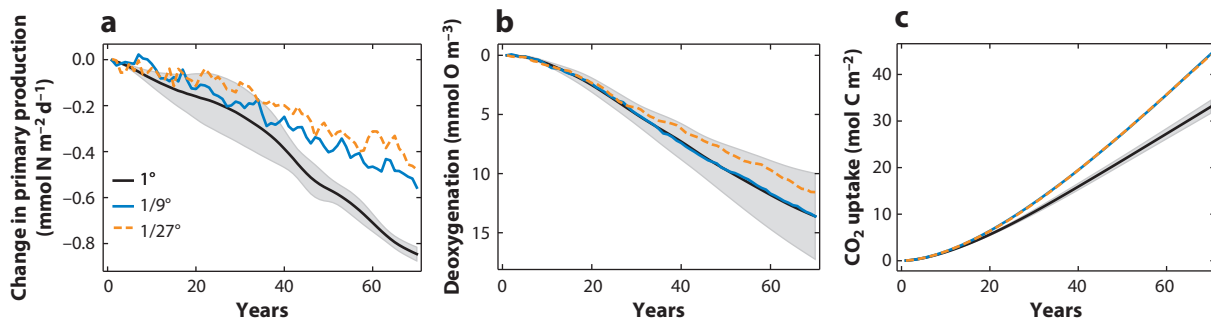 a
Change in primary production
(mmol N m⁻² d⁻¹)
0.0
−0.2
−0.4
−0.6
−0.8
1°
1/9°
1/27°
0
20
40
60
Years
b
Deoxygenation (mmol O m⁻³)
0
5
10
15
0
20
40
60
Years
c
CO₂ uptake (mol C m⁻²)
40
30
20
10
0
0
20
40
60
Years